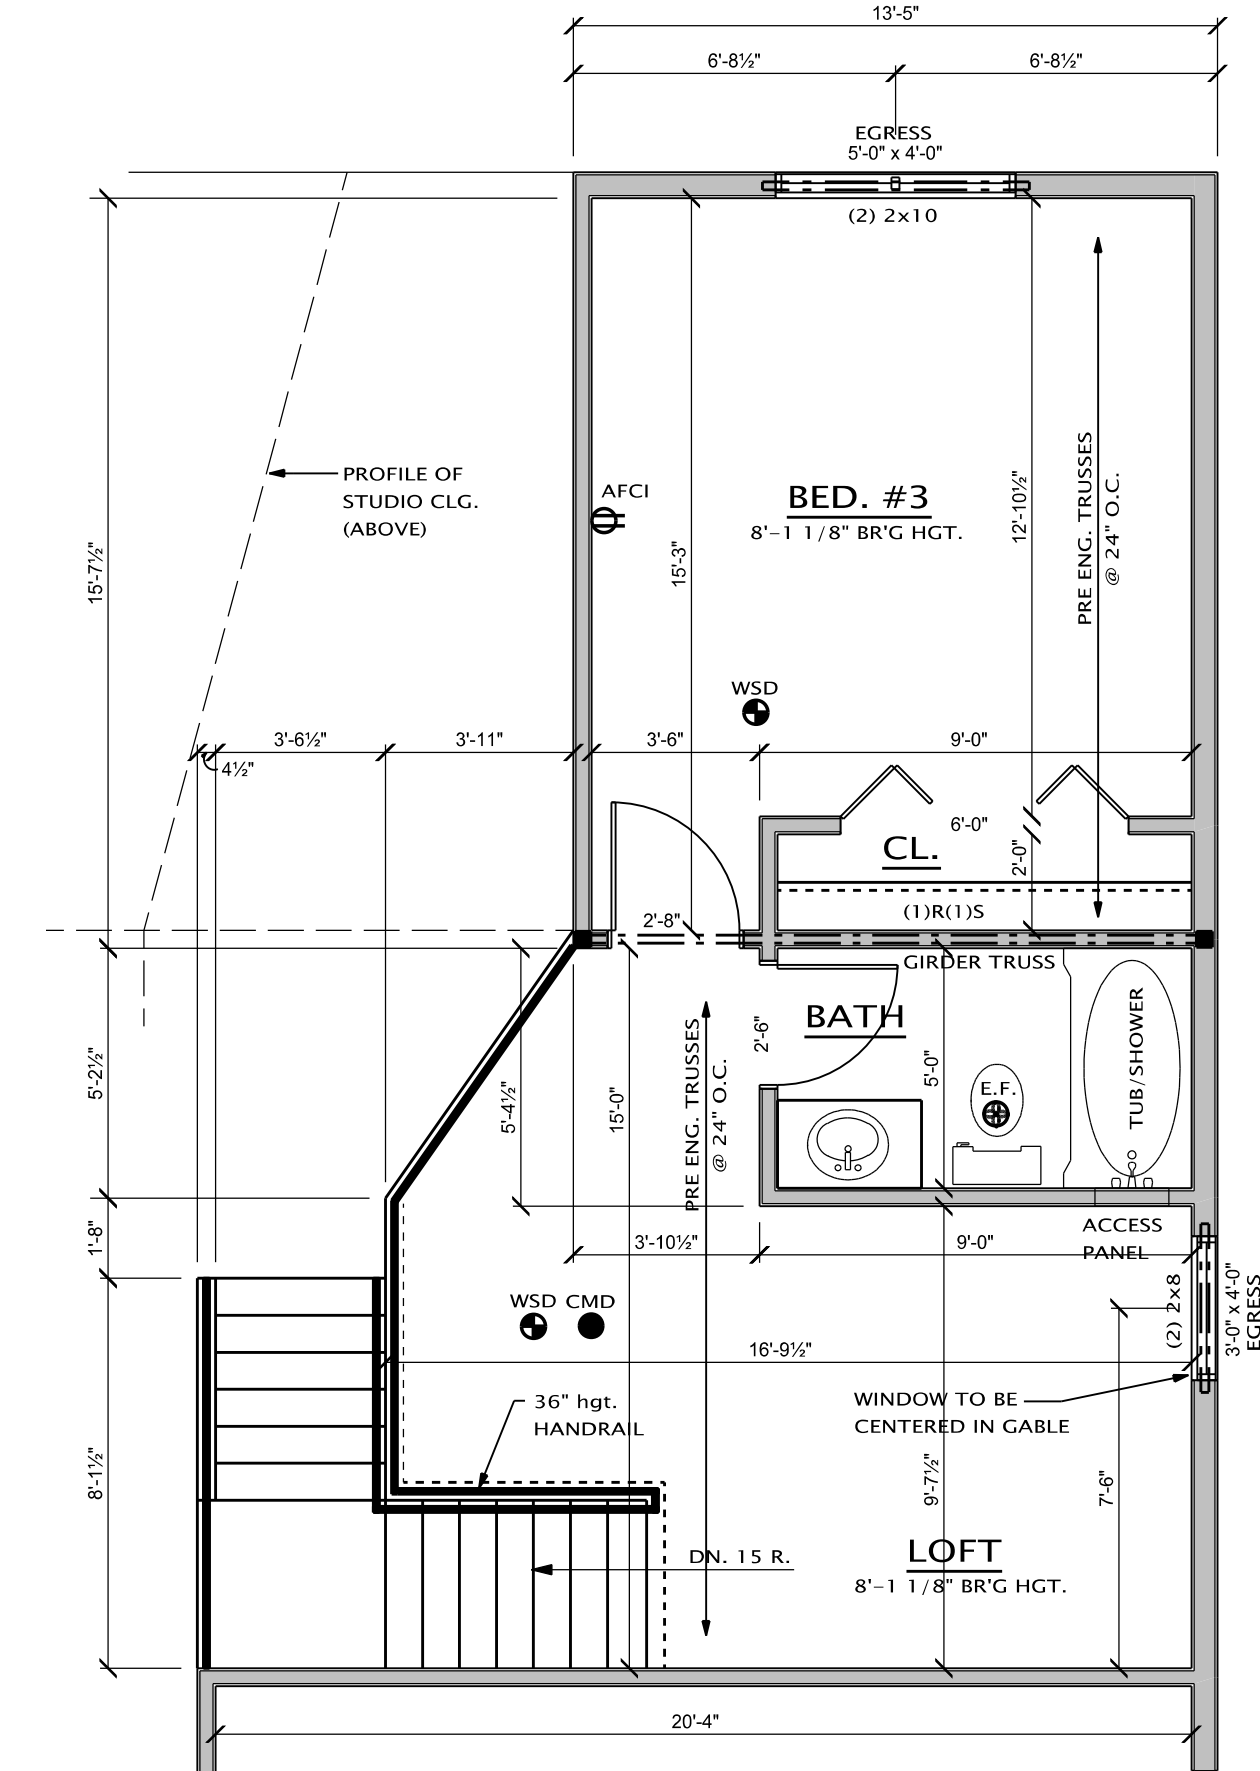 13'-5"
6'-8½"
6'-8½"
EGRESS
5'-0" x 4'-0"
(2) 2x10
PROFILE OF
STUDIO CLG.
(ABOVE)
AFCI
BED. #3
8'-1 1/8" BR'G HGT.
PRE ENG. TRUSSES
@ 24" O.C.
12'-10½"
15'-3"
15'-7½"
WSD
3'-6½"
3'-11"
3'-6"
9'-0"
4½"
6'-0"
CL.
2'-0"
(1)R(1)S
2'-8"
GIRDER TRUSS
BATH
2'-6"
5'-0"
E.F.
TUB/SHOWER
PRE ENG. TRUSSES
@ 24" O.C.
5'-2½"
5'-4½"
15'-0"
1'-8"
3'-10½"
9'-0"
ACCESS
PANEL
(2) 2x8
3'-0" x 4'-0"
EGRESS
WSD
CMD
16'-9½"
36" hgt.
HANDRAIL
WINDOW TO BE
CENTERED IN GABLE
8'-1½"
9'-7½"
7'-6"
DN. 15 R.
LOFT
8'-1 1/8" BR'G HGT.
20'-4"